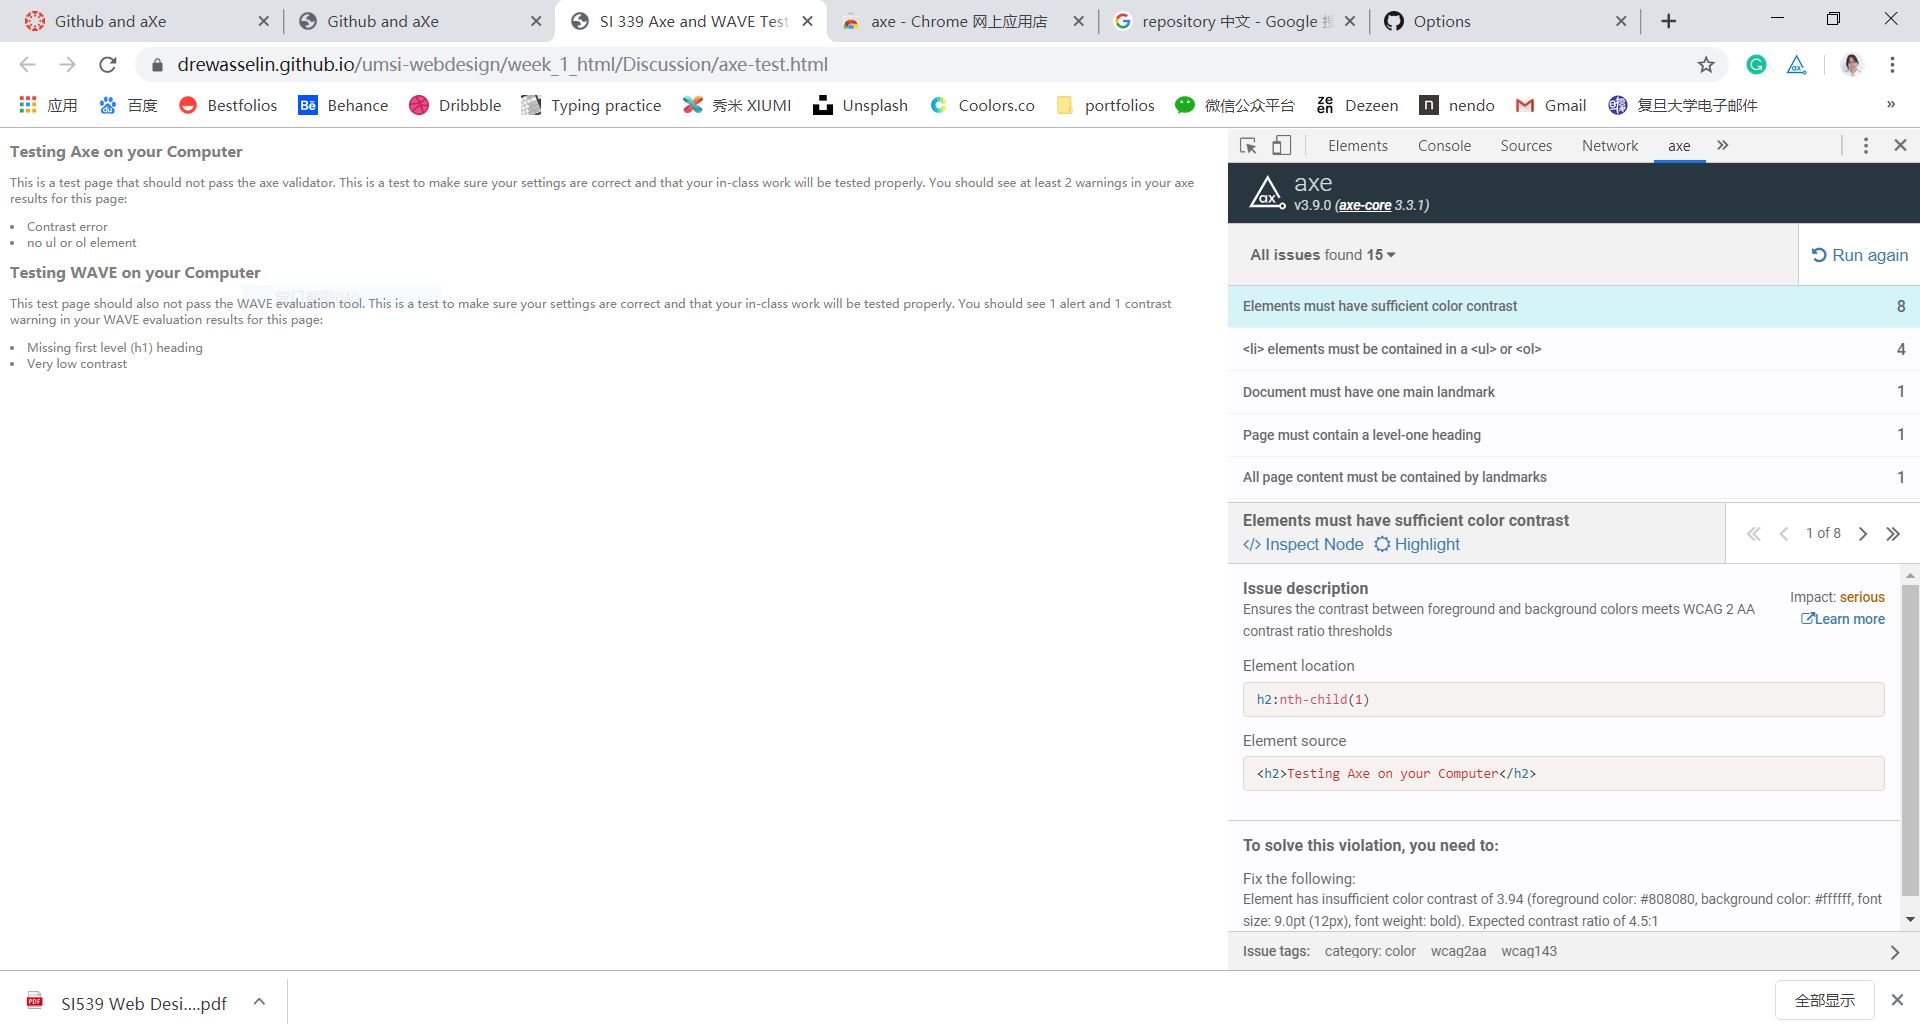 Github and aXe
Github and aXe
SI 339 Axe and WAVE Test
axe - Chrome 网上应用店
repository 中文 - Google 搜
Options
drewasselin.github.io/umsi-webdesign/week_1_html/Discussion/axe-test.html
应用
百度
Bestfolios
Behance
Dribbble
Typing practice
秀米 XIUMI
Unsplash
Coolors.co
portfolios
微信公众平台
Dezeen
nendo
Gmail
复旦大学电子邮件
Testing Axe on your Computer
This is a test page that should not pass the axe validator. This is a test to make sure your settings are correct and that your in-class work will be tested properly. You should see at least 2 warnings in your axe
results for this page:
• Contrast error
• no ul or ol element
Testing WAVE on your Computer
This test page should also not pass the WAVE evaluation tool. This is a test to make sure your settings are correct and that your in-class work will be tested properly. You should see 1 alert and 1 contrast
warning in your WAVE evaluation results for this page:
• Missing first level (h1) heading
• Very low contrast
Elements Console Sources Network axe
axe
v3.9.0 (axe-core 3.3.1)
All issues found 15
Run again
Elements must have sufficient color contrast 8
<li> elements must be contained in a <ul> or <ol> 4
Document must have one main landmark 1
Page must contain a level-one heading 1
All page content must be contained by landmarks 1
Elements must have sufficient color contrast
</> Inspect Node Highlight
1 of 8
Issue description
Ensures the contrast between foreground and background colors meets WCAG 2 AA
contrast ratio thresholds
Impact: serious
Learn more
Element location
h2:nth-child(1)
Element source
<h2>Testing Axe on your Computer</h2>
To solve this violation, you need to:
Fix the following:
Element has insufficient color contrast of 3.94 (foreground color: #808080, background color: #ffffff, font
size: 9.0pt (12px), font weight: bold). Expected contrast ratio of 4.5:1
Issue tags: category: color wcag2aa wcag143
SI539 Web Desi....pdf
全部显示